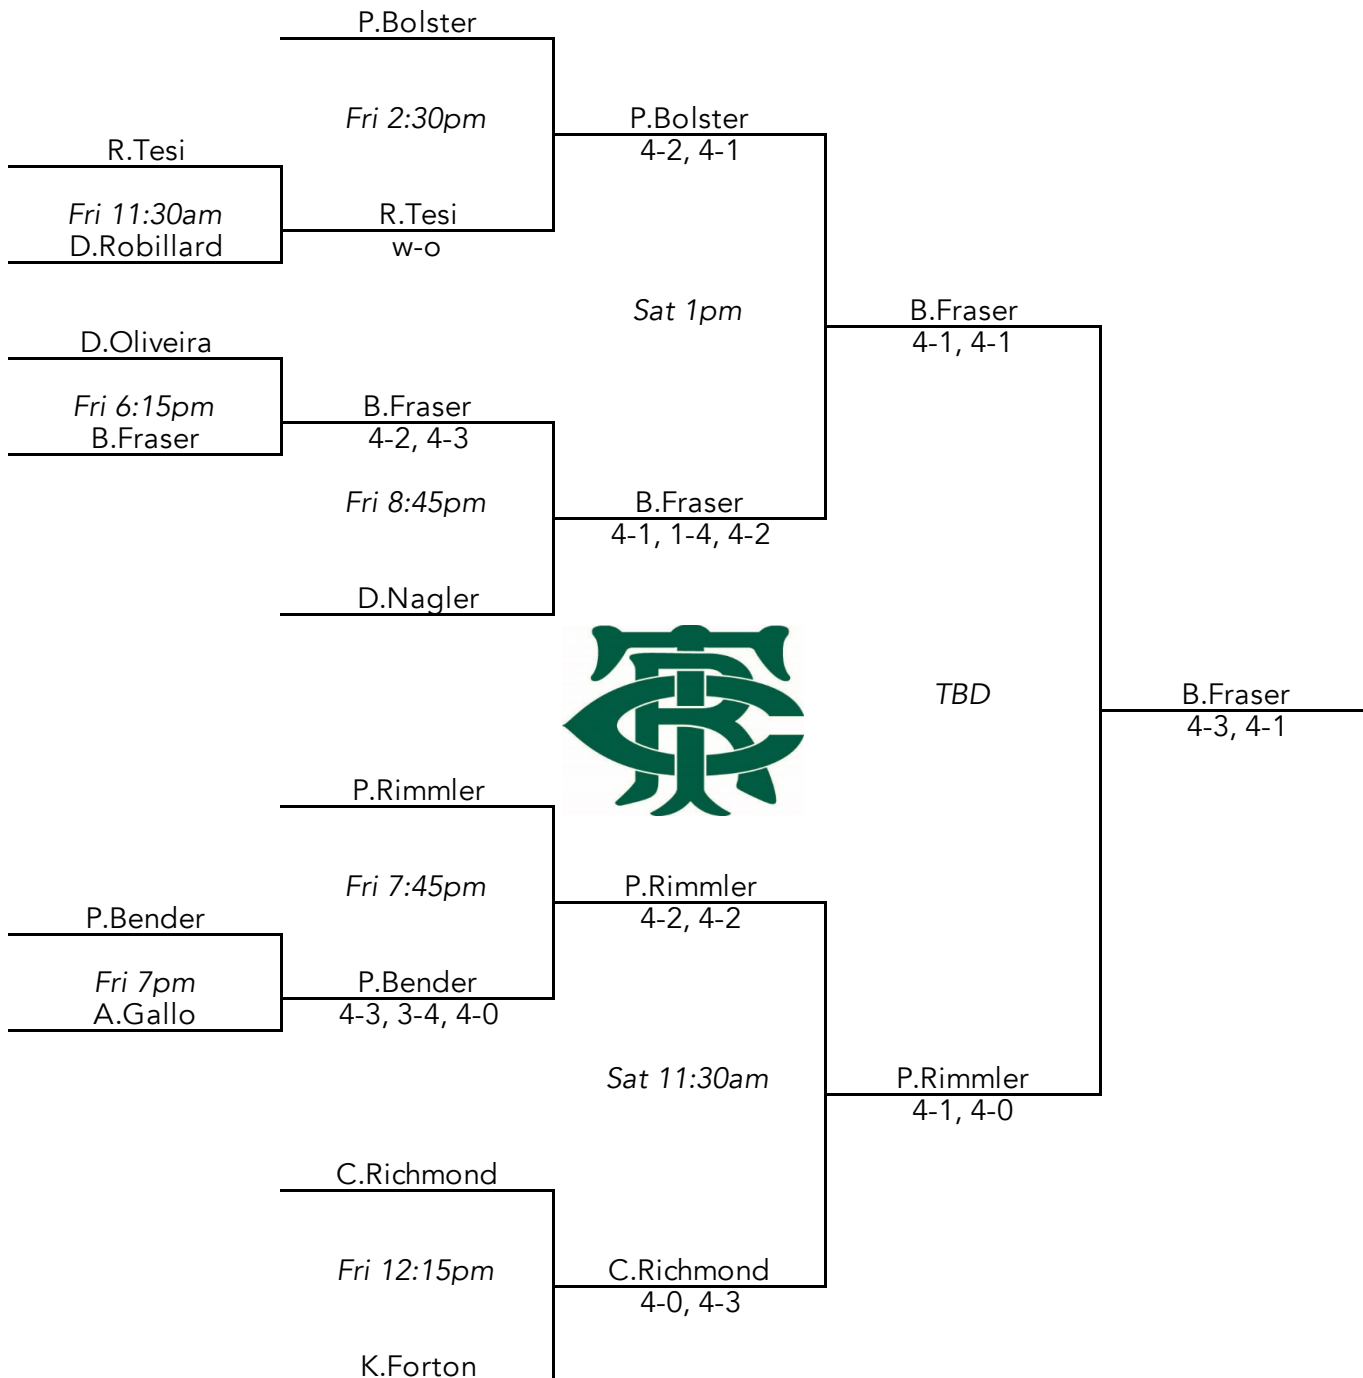 P.Bolster
Fri 2:30pm
P.Bolster
4-2, 4-1
R.Tesi
Fri 11:30am
D.Robillard
R.Tesi
w-o
Sat 1pm
B.Fraser
4-1, 4-1
D.Oliveira
Fri 6:15pm
B.Fraser
B.Fraser
4-2, 4-3
Fri 8:45pm
B.Fraser
4-1, 1-4, 4-2
D.Nagler
TBD
B.Fraser
4-3, 4-1
P.Rimmler
Fri 7:45pm
P.Rimmler
4-2, 4-2
P.Bender
Fri 7pm
A.Gallo
P.Bender
4-3, 3-4, 4-0
Sat 11:30am
P.Rimmler
4-1, 4-0
C.Richmond
Fri 12:15pm
C.Richmond
4-0, 4-3
K.Forton